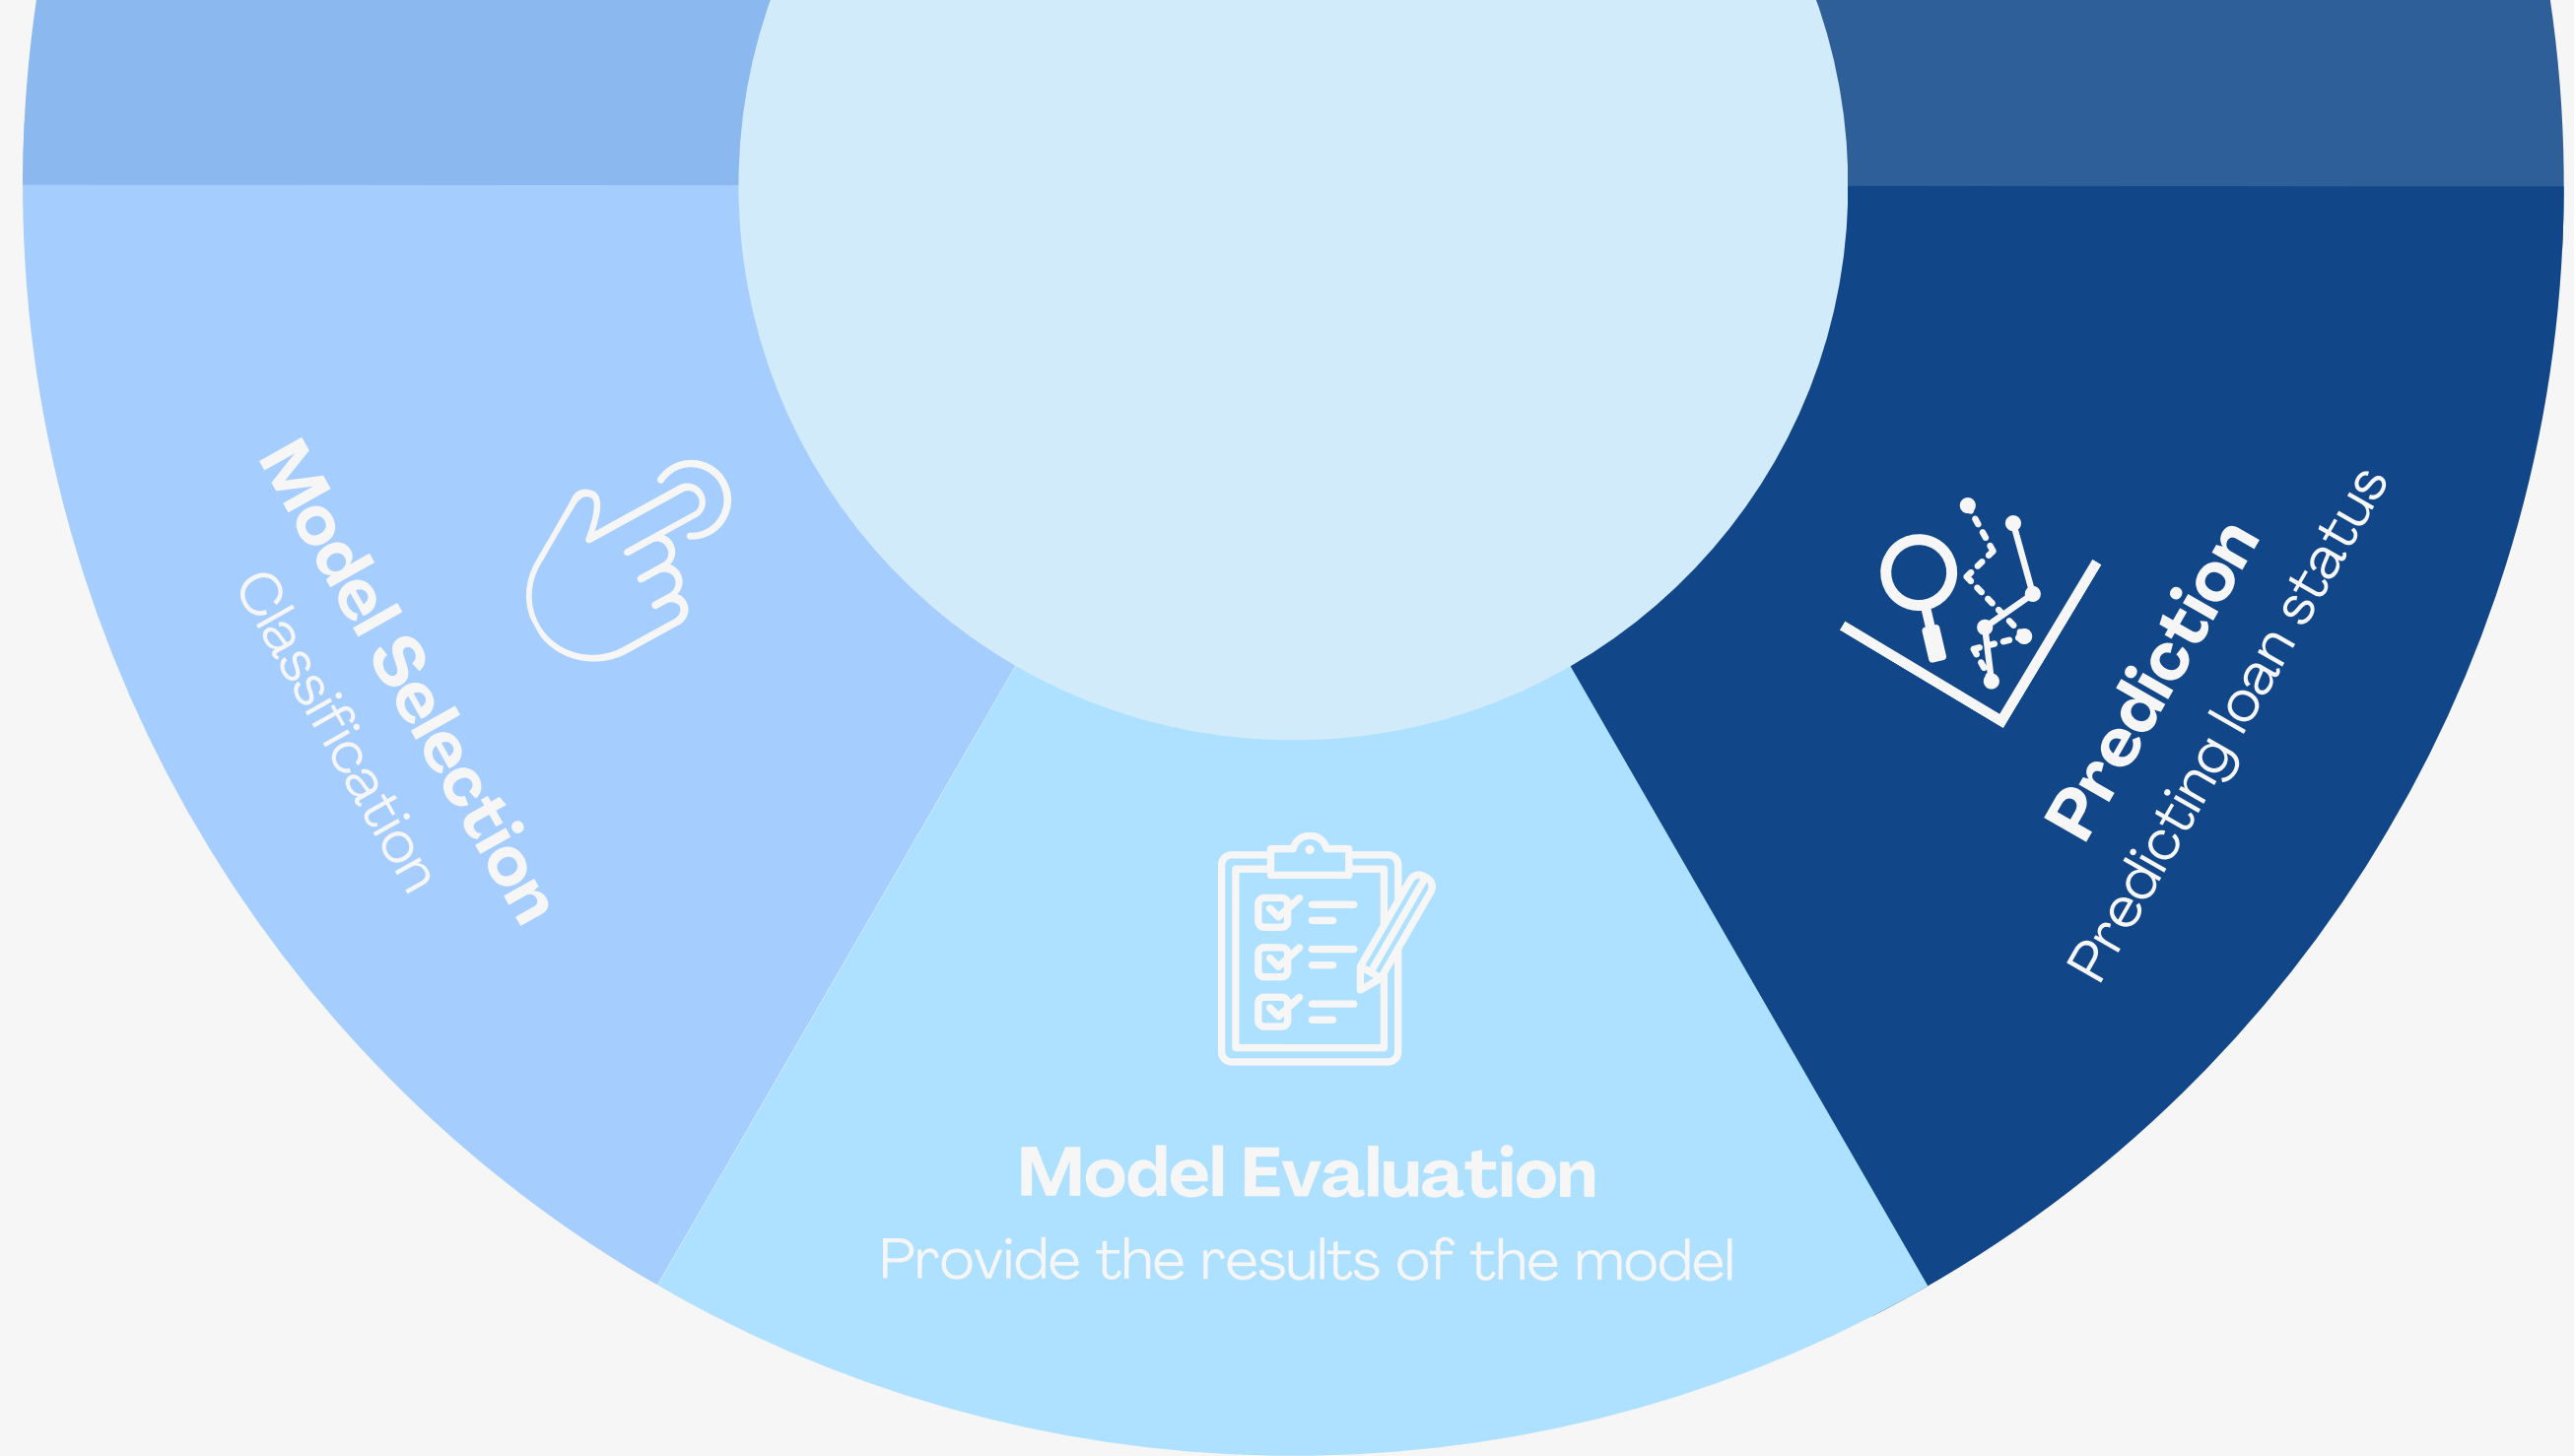 Model Selection
Classification
Model Evaluation
Provide the results of the model
Prediction
Predicting loan status